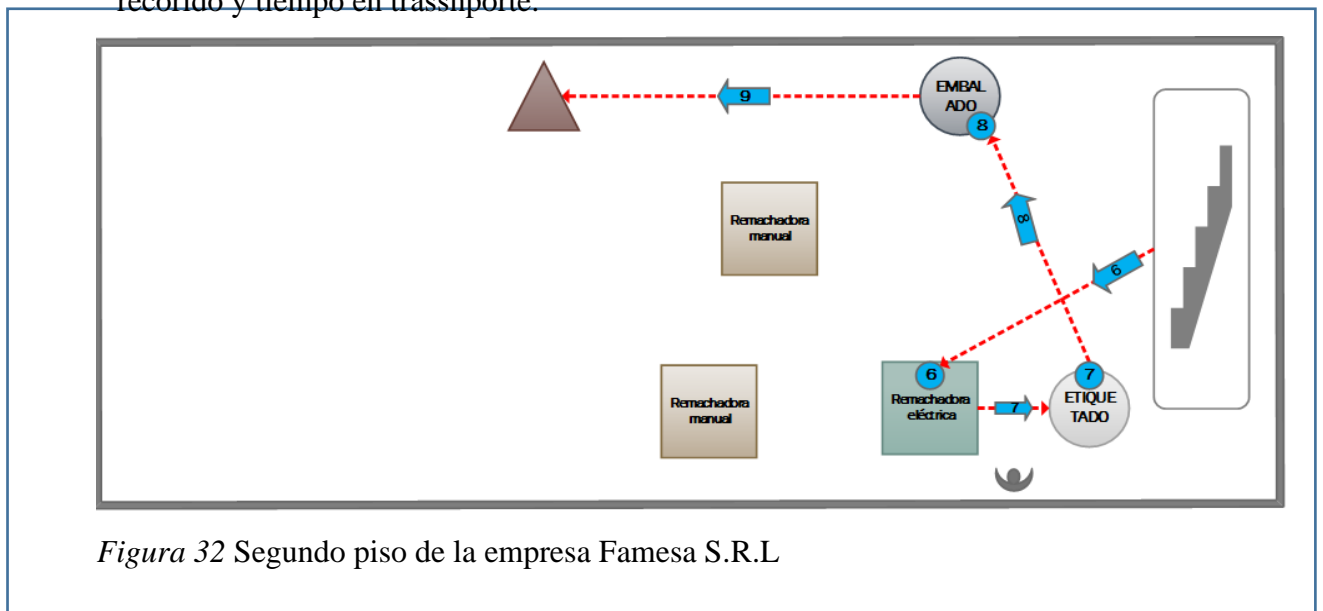 recorrido y tiempo en trassnporte.
9
EMBAL
ADO
8
Remachadora
manual
8
6
6
Remachadora
eléctrica
7
7
ETIQUE
TADO
Remachadora
manual
Figura 32 Segundo piso de la empresa Famesa S.R.L